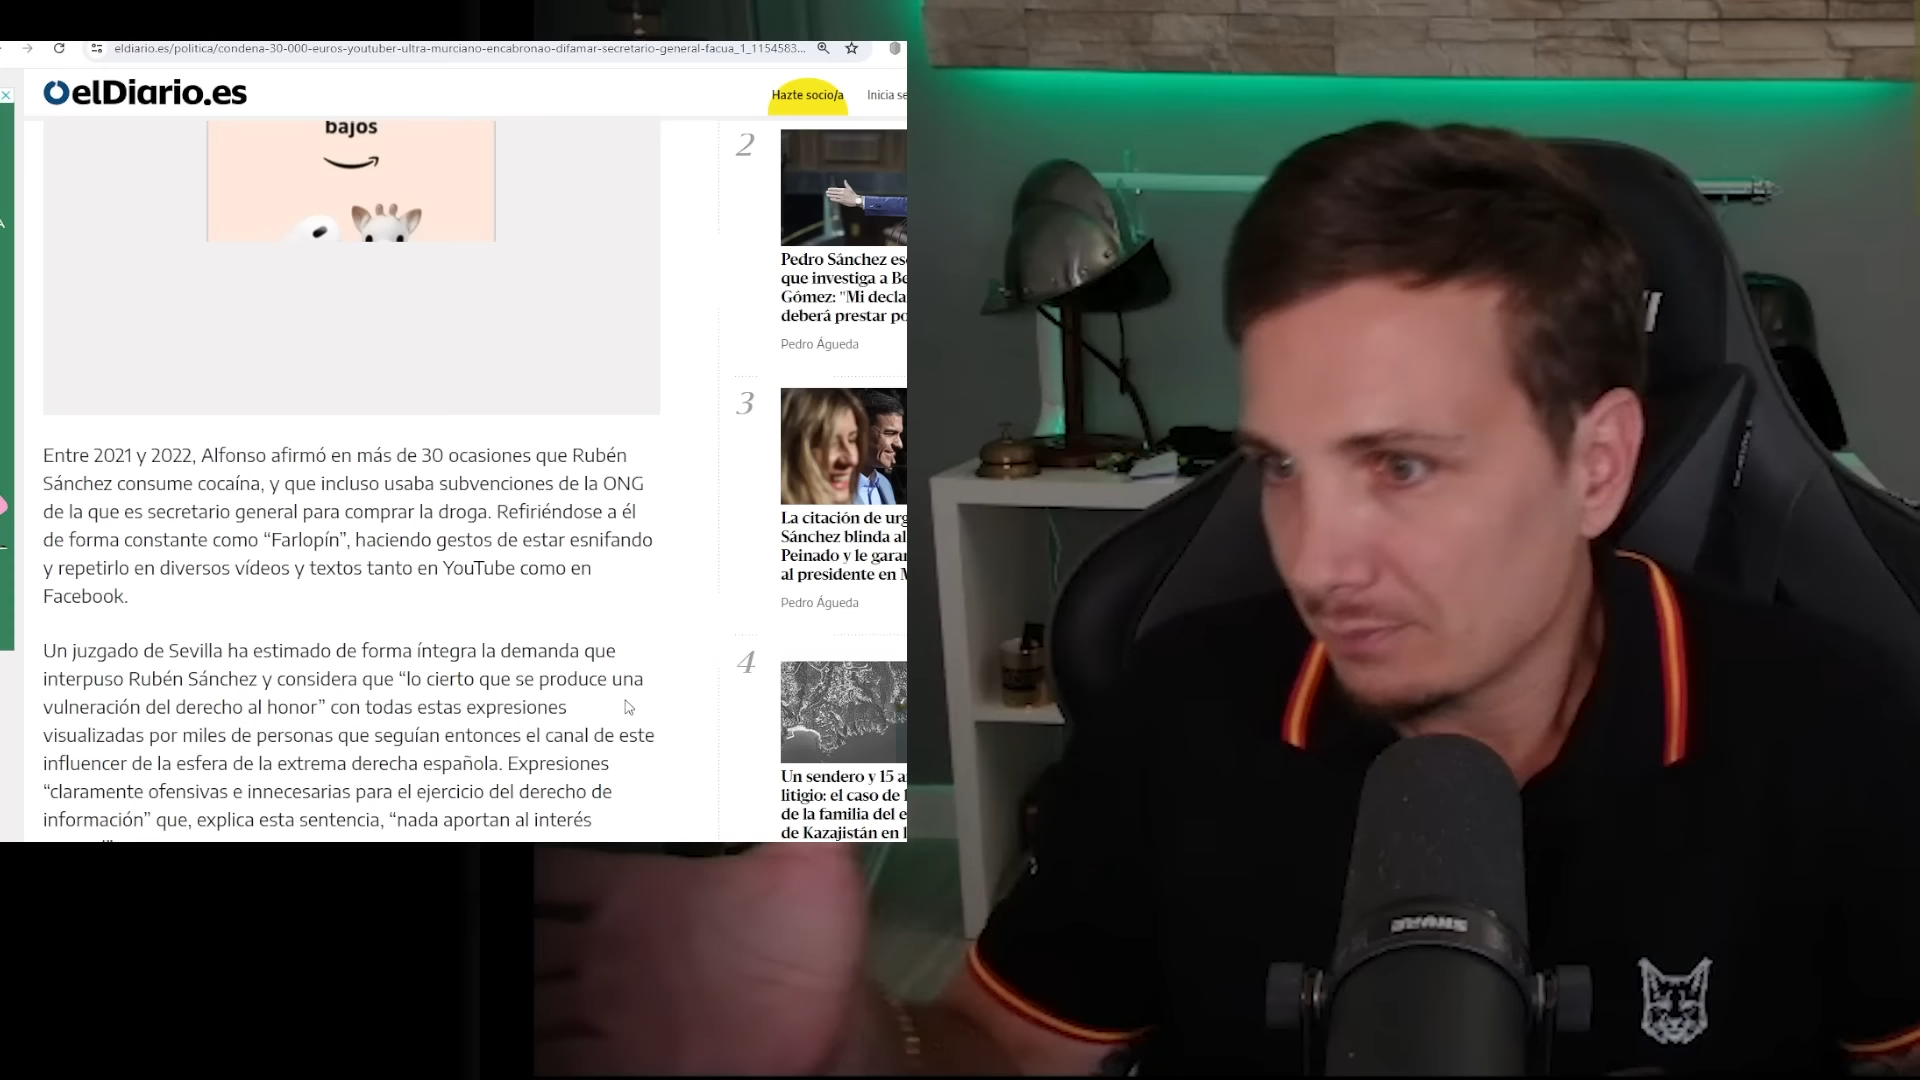 eldiario.es/politica/condena-30-000-euros-youtuber-ultra-murciano-encabronao-difamar-secretario-general-facua_1_1154583...
elDiario.es
Hazte socio/a
Inicia se
bajos
Entre 2021 y 2022, Alfonso afirmó en más de 30 ocasiones que Rubén
Sánchez consume cocaína, y que incluso usaba subvenciones de la ONG
de la que es secretario general para comprar la droga. Refiriéndose a él
de forma constante como “Farlopín”, haciendo gestos de estar esnifando
y repetirlo en diversos vídeos y textos tanto en YouTube como en
Facebook.
Un juzgado de Sevilla ha estimado de forma íntegra la demanda que
interpuso Rubén Sánchez y considera que “lo cierto que se produce una
vulneración del derecho al honor” con todas estas expresiones
visualizadas por miles de personas que seguían entonces el canal de este
influencer de la esfera de la extrema derecha española. Expresiones
“claramente ofensivas e innecesarias para el ejercicio del derecho de
información” que, explica esta sentencia, “nada aportan al interés
2
Pedro Sánchez es
que investiga a Be
Gómez: "Mi decla
deberá prestar po
Pedro Águeda
3
La citación de urg
Sánchez blinda al
Peinado y le garan
al presidente en M
Pedro Águeda
4
Un sendero y 15 a
litigio: el caso de
de la familia del e
de Kazajistán en
SHURE